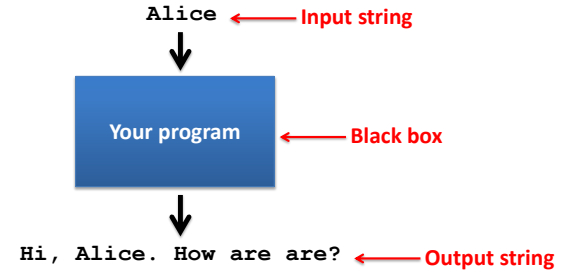 Alice
Input string
Your program
Black box
Hi, Alice. How are are?
Output string